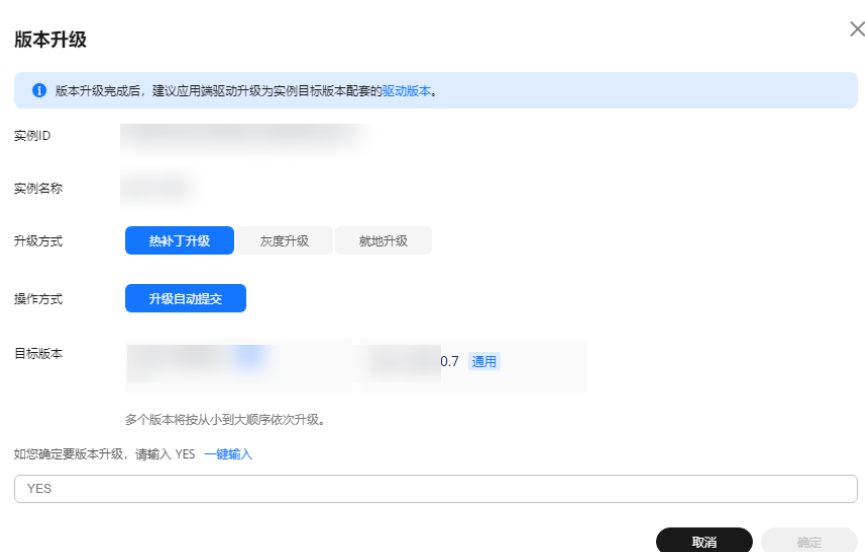 版本升级
版本升级完成后，建议应用端驱动升级为实例目标版本配套的驱动版本。
实例ID
实例名称
升级方式 热补丁升级 灰度升级 就地升级
操作方式 升级自动提交
目标版本 0.7 通用
多个版本将按从小到大顺序依次升级。
如您确定要版本升级，请输入 YES 一键输入
YES
取消 确定